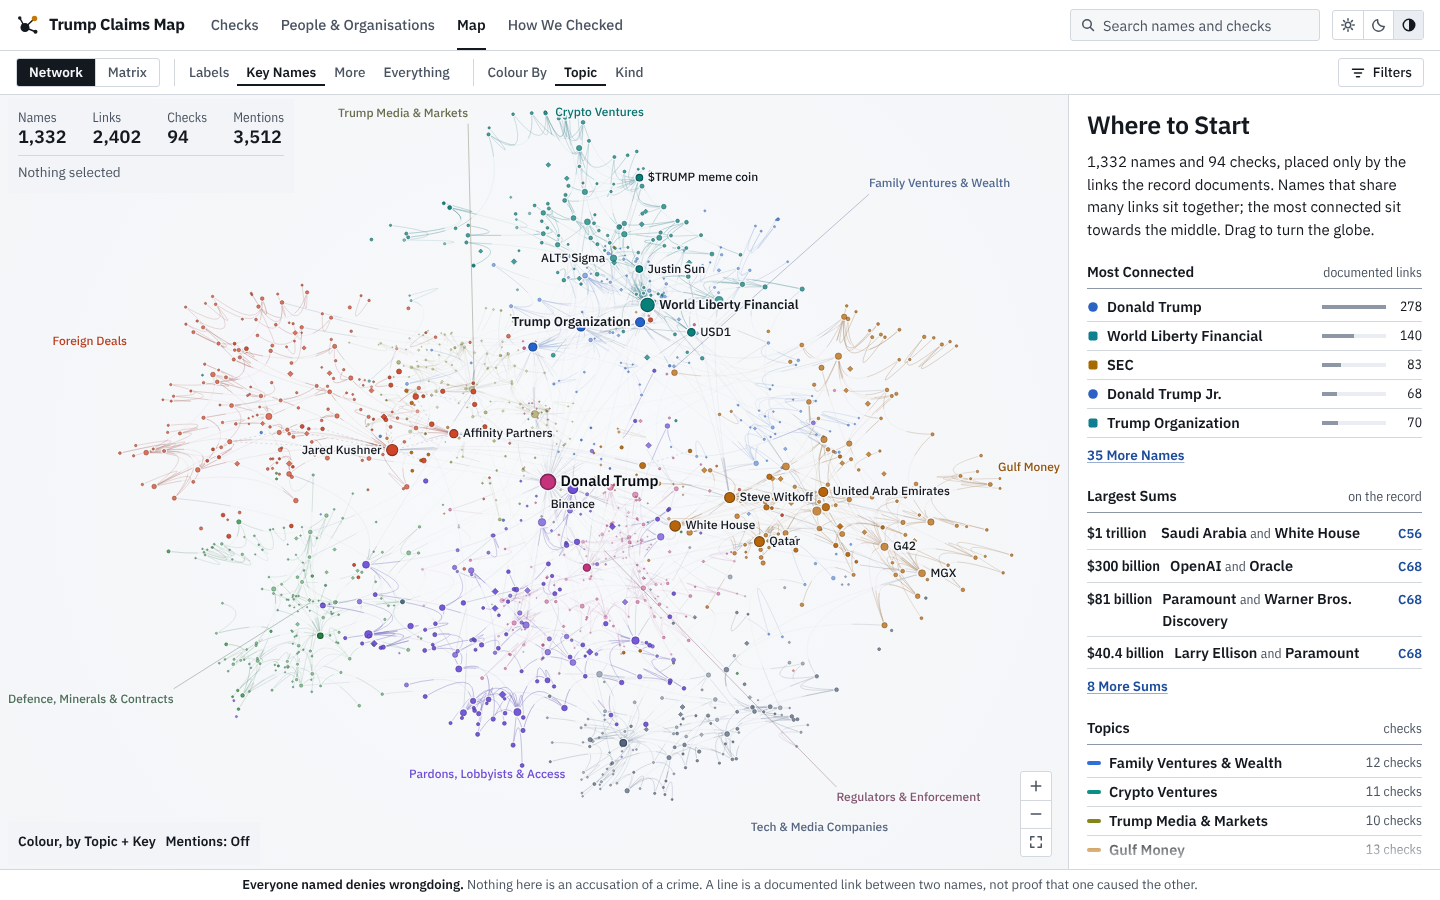 Trump Claims Map
Checks
People & Organisations
Map
How We Checked
Search names and checks
Network
Matrix
Labels
Key Names
More
Everything
Colour By
Topic
Kind
Filters
Names
Links
Checks
Mentions
1,332
2,402
94
3,512
Nothing selected
Trump Media & Markets
Crypto Ventures
$TRUMP meme coin
Family Ventures & Wealth
ALT5 Sigma
Justin Sun
World Liberty Financial
Trump Organization
USD1
Foreign Deals
Affinity Partners
Jared Kushner
Gulf Money
Donald Trump
Binance
Steve Witkoff
United Arab Emirates
White House
Qatar
G42
MGX
Defence, Minerals & Contracts
Pardons, Lobbyists & Access
Regulators & Enforcement
Tech & Media Companies
Colour, by Topic + Key
Mentions: Off
Where to Start
1,332 names and 94 checks, placed only by the
links the record documents. Names that share
many links sit together; the most connected sit
towards the middle. Drag to turn the globe.
Most Connected
documented links
Donald Trump
278
World Liberty Financial
140
SEC
83
Donald Trump Jr.
68
Trump Organization
70
35 More Names
Largest Sums
on the record
$1 trillion
Saudi Arabia and White House
C56
$300 billion
OpenAI and Oracle
C68
$81 billion
Paramount and Warner Bros.
Discovery
C68
$40.4 billion
Larry Ellison and Paramount
C68
8 More Sums
Topics
checks
Family Ventures & Wealth
12 checks
Crypto Ventures
11 checks
Trump Media & Markets
10 checks
Gulf Money
13 checks
Everyone named denies wrongdoing. Nothing here is an accusation of a crime. A line is a documented link between two names, not proof that one caused the other.